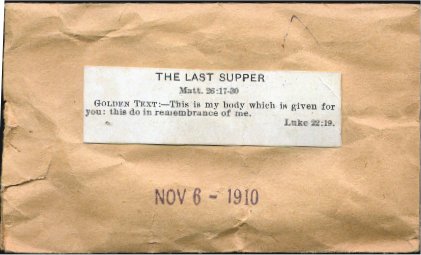 THE LAST SUPPER
Matt. 26:17-30
GOLDEN TEXT:—This is my body which is given for
you: this do in remembrance of me.
Luke 22:19.
NOV 6 - 1910